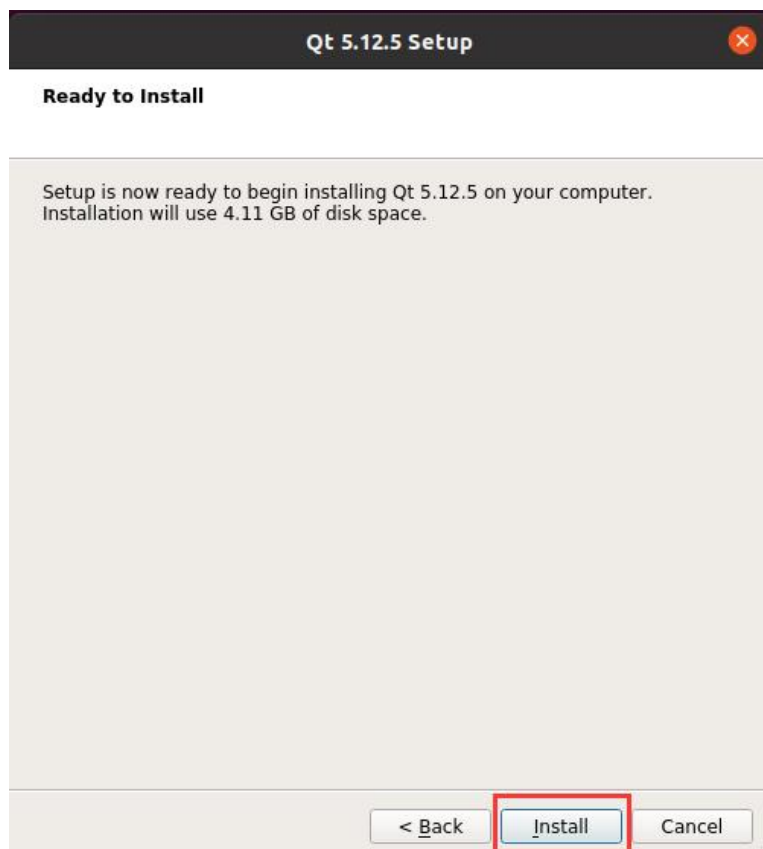 Qt 5.12.5 Setup
Ready to Install
Setup is now ready to begin installing Qt 5.12.5 on your computer.
Installation will use 4.11 GB of disk space.
< Back
Install
Cancel